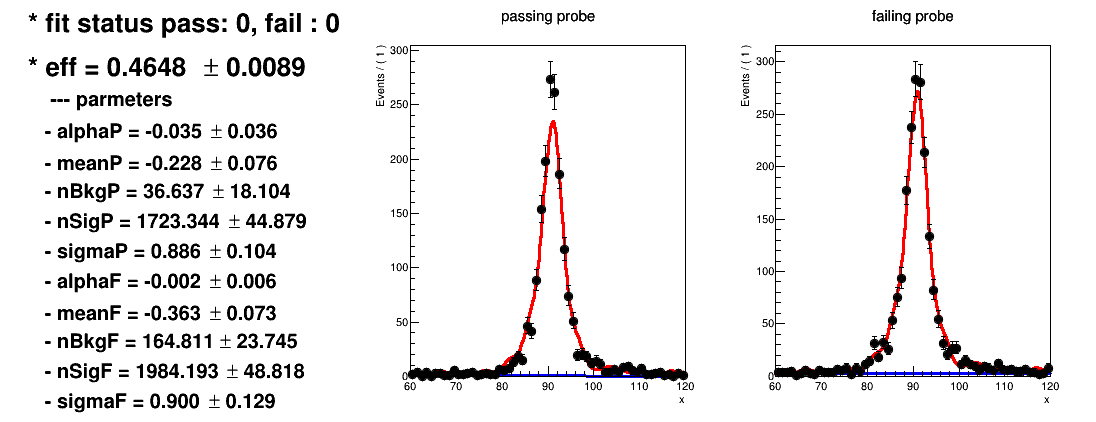 * fit status pass: 0, fail : 0
* eff = 0.4648 ± 0.0089
--- parmeters
- alphaP = -0.035 ± 0.036
- meanP = -0.228 ± 0.076
- nBkgP = 36.637 ± 18.104
- nSigP = 1723.344 ± 44.879
- sigmaP = 0.886 ± 0.104
- alphaF = -0.002 ± 0.006
- meanF = -0.363 ± 0.073
- nBkgF = 164.811 ± 23.745
- nSigF = 1984.193 ± 48.818
- sigmaF = 0.900 ± 0.129
passing probe
Events / ( 1 )
300
250
200
150
100
50
0
60 70 80 90 100 110 120
x
failing probe
Events / ( 1 )
300
250
200
150
100
50
0
60 70 80 90 100 110 120
x